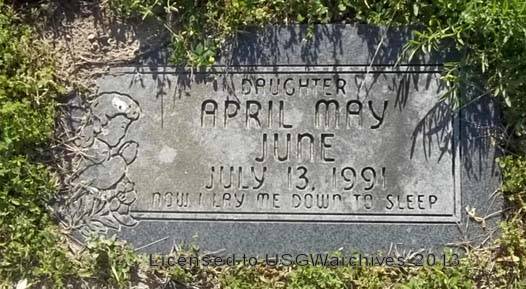 DAUGHTER
APRIL MAY
JUNE
JULY 13, 1991
NOW I LAY ME DOWN TO SLEEP
Licensed to USGWarchives 2013